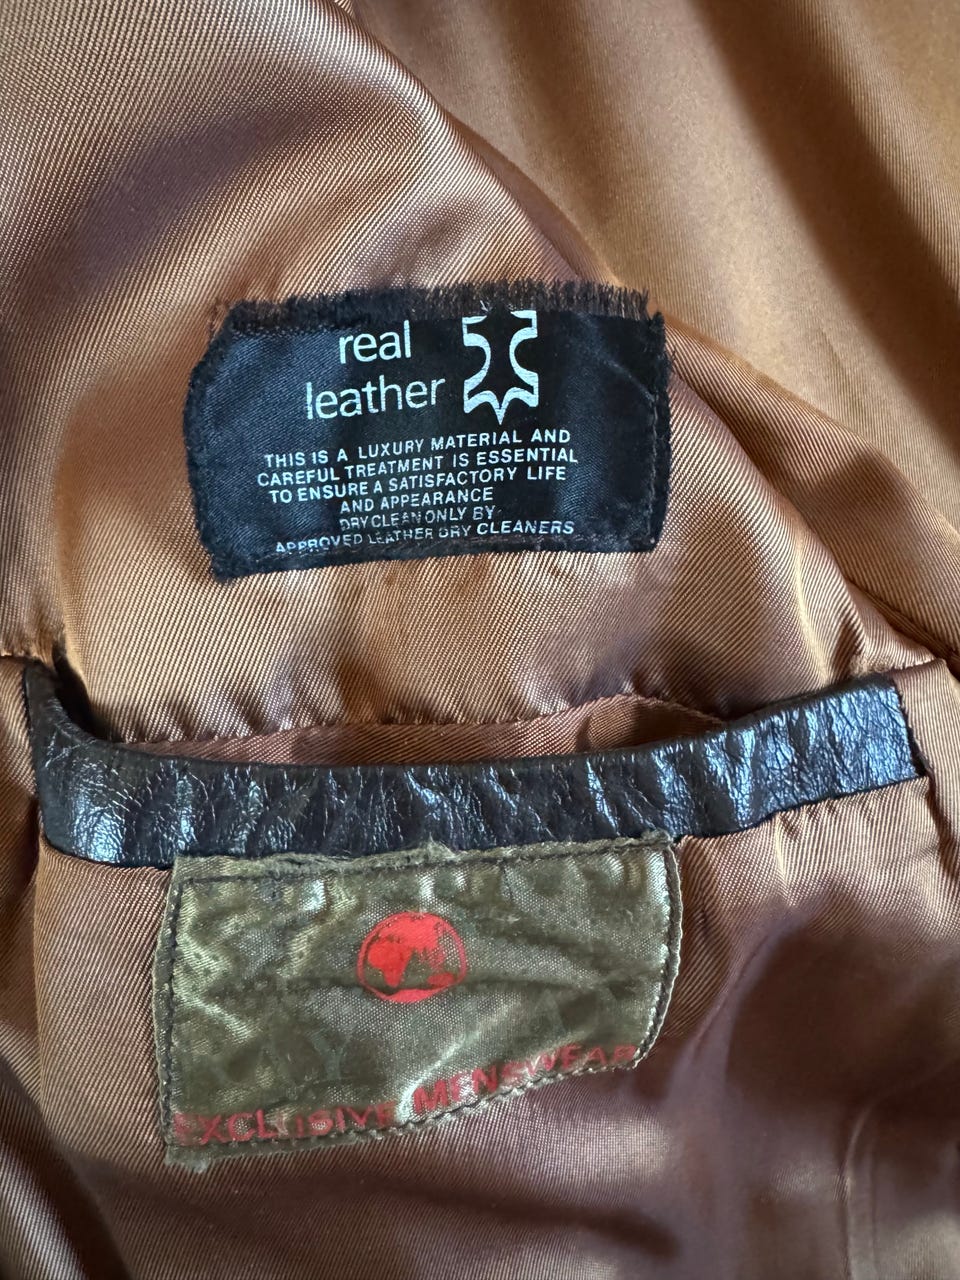 real
leather
THIS IS A LUXURY MATERIAL AND
CAREFUL TREATMENT IS ESSENTIAL
TO ENSURE A SATISFACTORY LIFE
AND APPEARANCE
DRY CLEAN ONLY BY
APPROVED LEATHER DRY CLEANERS
EXCLUSIVE MENSWEAR